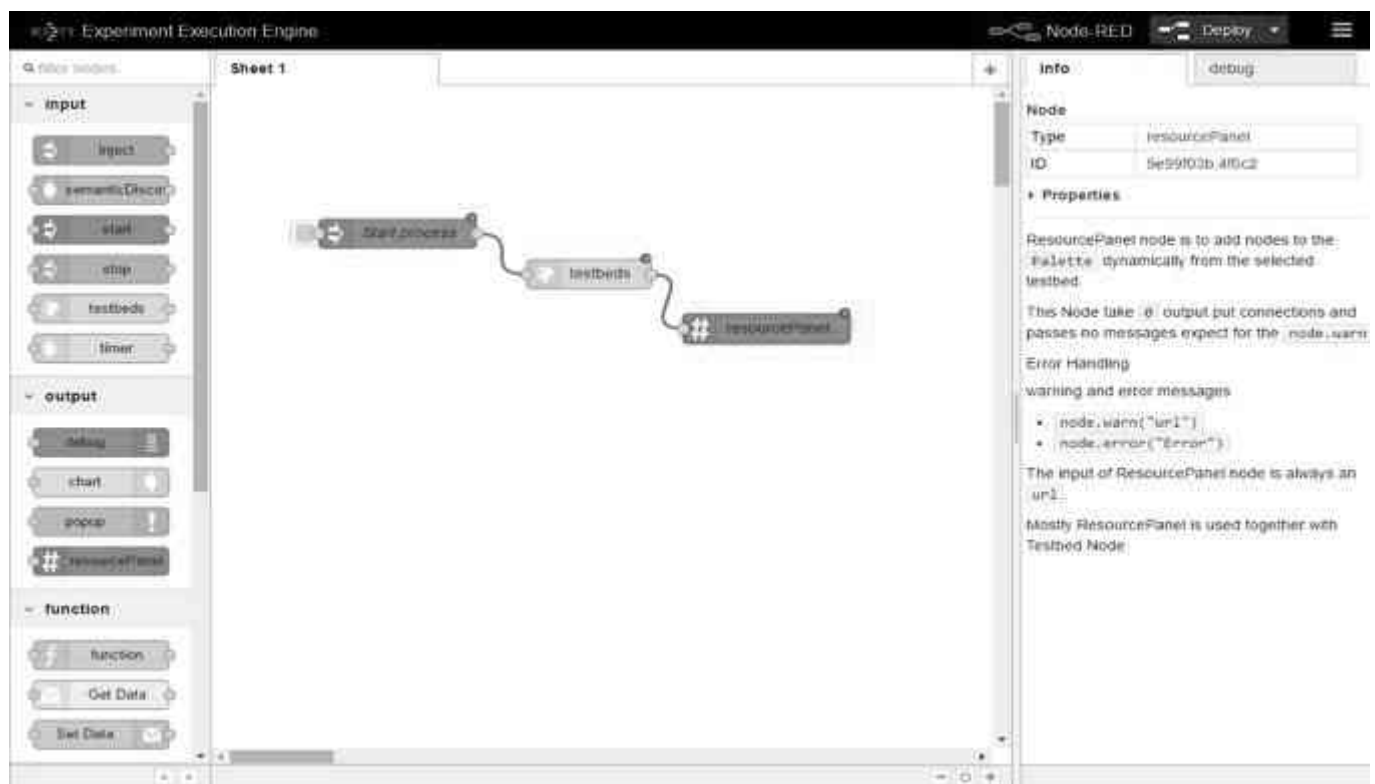 Experiment Execution Engine
Node-RED
Deploy
filter nodes
Sheet 1
+
info
debug
input
inject
start
stop
testbeds
timer
output
debug
chart
popup
resourcePanel
function
function
Get Data
Set Data
Start process
testbeds
resourcePanel
Node
Type resourcePanel
ID
Properties
ResourcePanel node is to add nodes to the
Palette dynamically from the selected
testbed.
This Node take 0 output put connections and
passes no messages expect for the node.warn
Error Handling
warning and error messages
• node.warn("url")
• node.error("Error")
The input of ResourcePanel node is always an
url.
Mostly ResourcePanel is used together with
Testbed Node